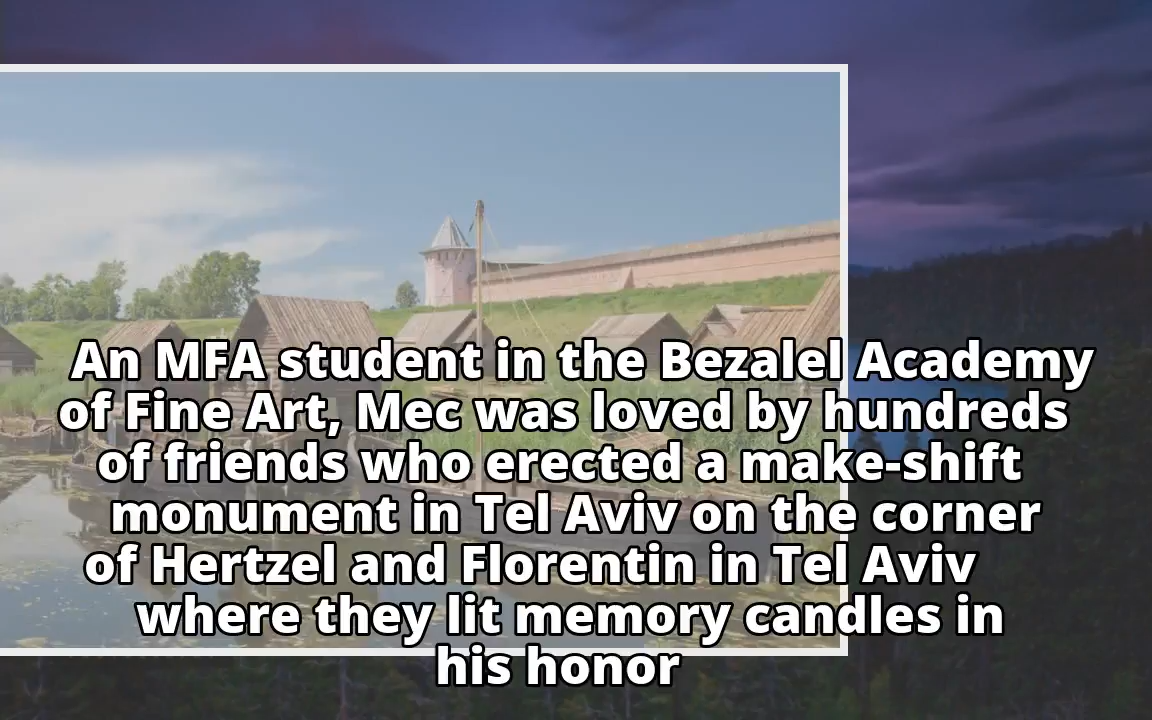 An MFA student in the Bezalel Academy
of Fine Art, Mec was loved by hundreds
of friends who erected a make-shift
monument in Tel Aviv on the corner
of Hertzel and Florentin in Tel Aviv
where they lit memory candles in
his honor